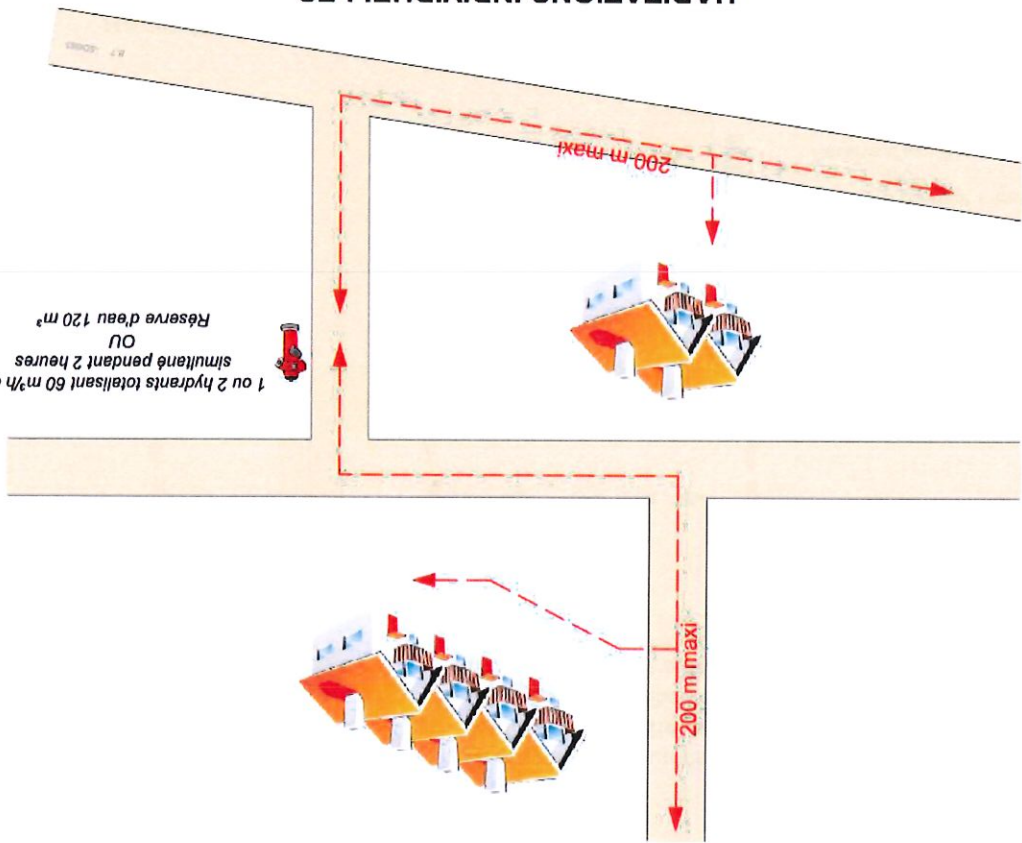 200 m maxi
1 ou 2 hydrants totalisant 60 m³/h
simultané pendant 2 heures
OU
Réserve d'eau 120 m³
200 m maxi